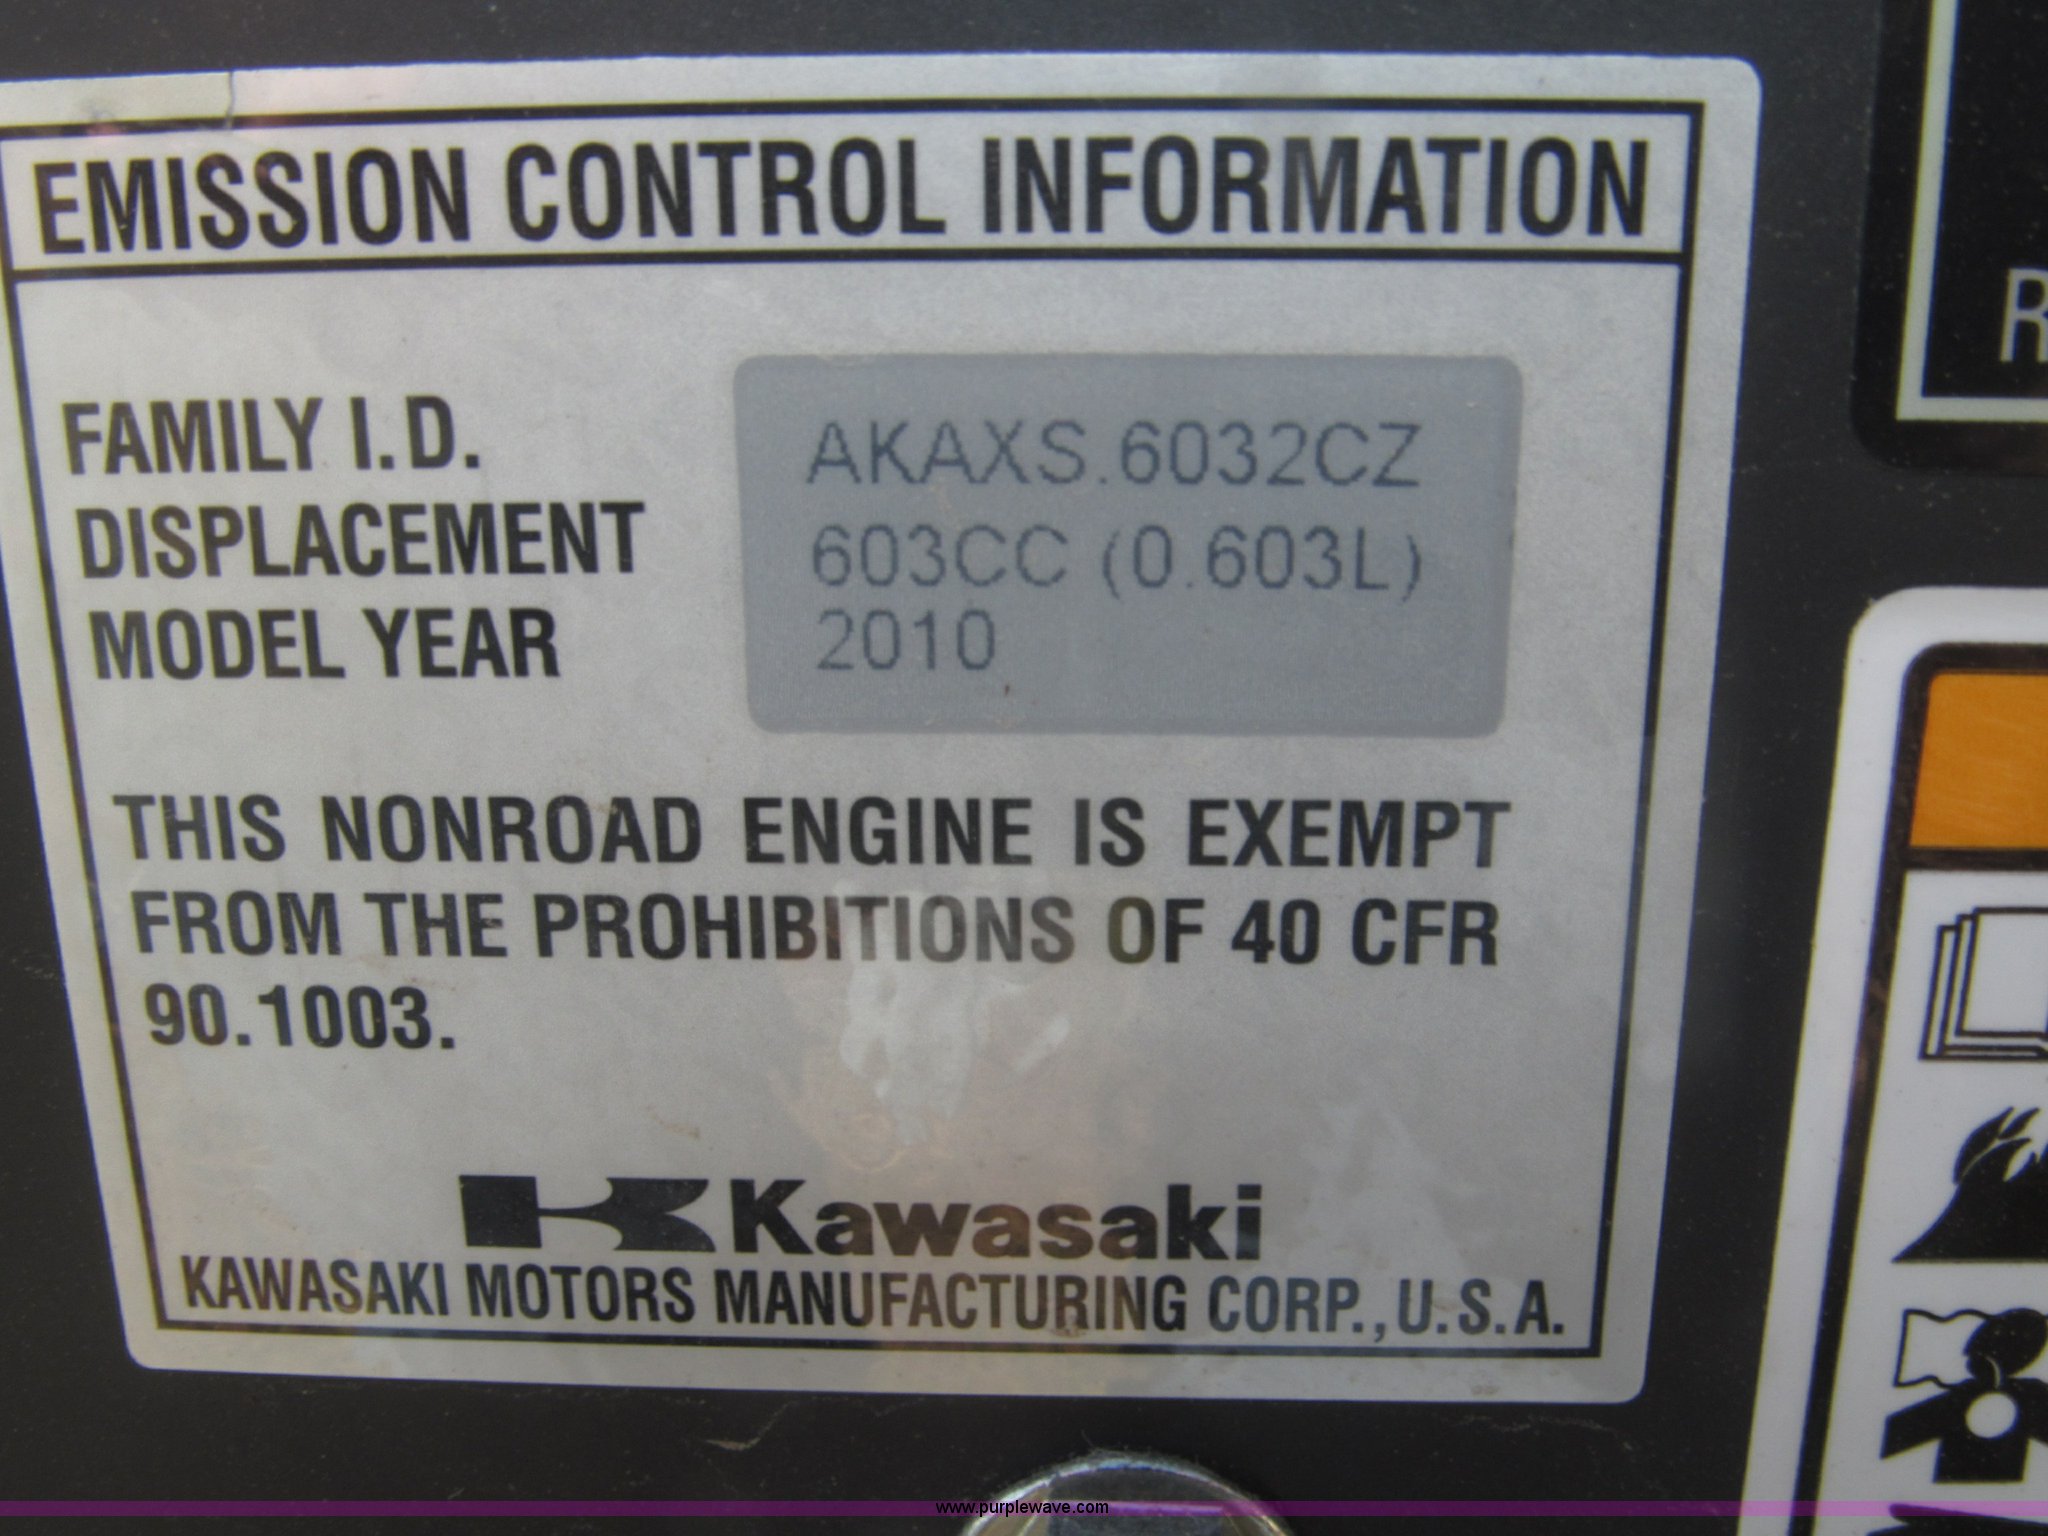 EMISSION CONTROL INFORMATION
FAMILY I.D. AKAXS.6032CZ
DISPLACEMENT 603CC (0.603L)
MODEL YEAR 2010
THIS NONROAD ENGINE IS EXEMPT
FROM THE PROHIBITIONS OF 40 CFR
90.1003.
Kawasaki
KAWASAKI MOTORS MANUFACTURING CORP., U.S.A.
R
www.purplewave.com